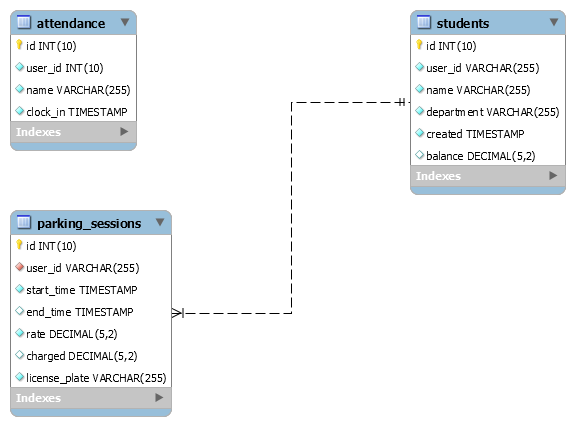 attendance
id INT(10)
user_id INT(10)
name VARCHAR(255)
clock_in TIMESTAMP
Indexes
students
id INT(10)
user_id VARCHAR(255)
name VARCHAR(255)
department VARCHAR(255)
created TIMESTAMP
balance DECIMAL(5,2)
Indexes
parking_sessions
id INT(10)
user_id VARCHAR(255)
start_time TIMESTAMP
end_time TIMESTAMP
rate DECIMAL(5,2)
charged DECIMAL(5,2)
license_plate VARCHAR(255)
Indexes